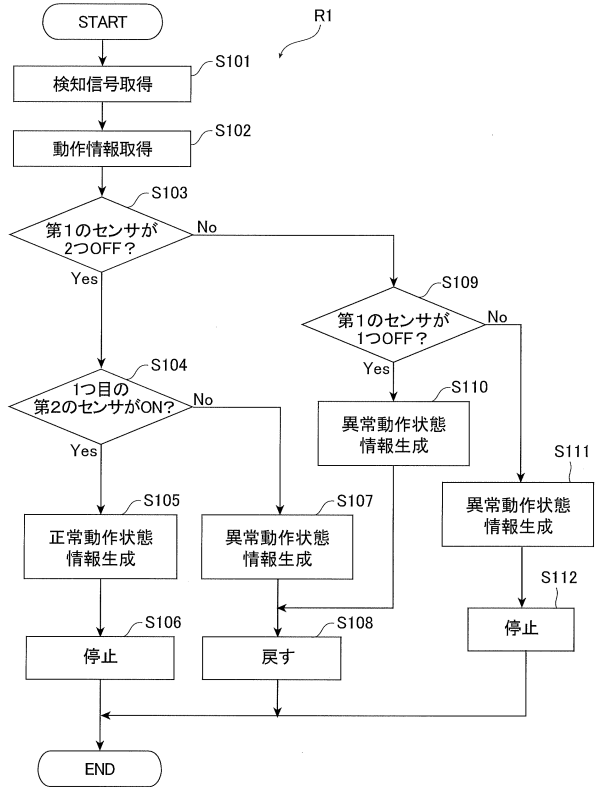 START
R1
S101
検知信号取得
S102
動作情報取得
S103
第1のセンサが
2つOFF?
No
Yes
S109
第1のセンサが
1つOFF?
No
Yes
S104
1つ目の
第2のセンサがON?
No
Yes
S110
異常動作状態
情報生成
S111
異常動作状態
情報生成
S105
正常動作状態
情報生成
S107
異常動作状態
情報生成
S112
停止
S106
停止
S108
戻す
END